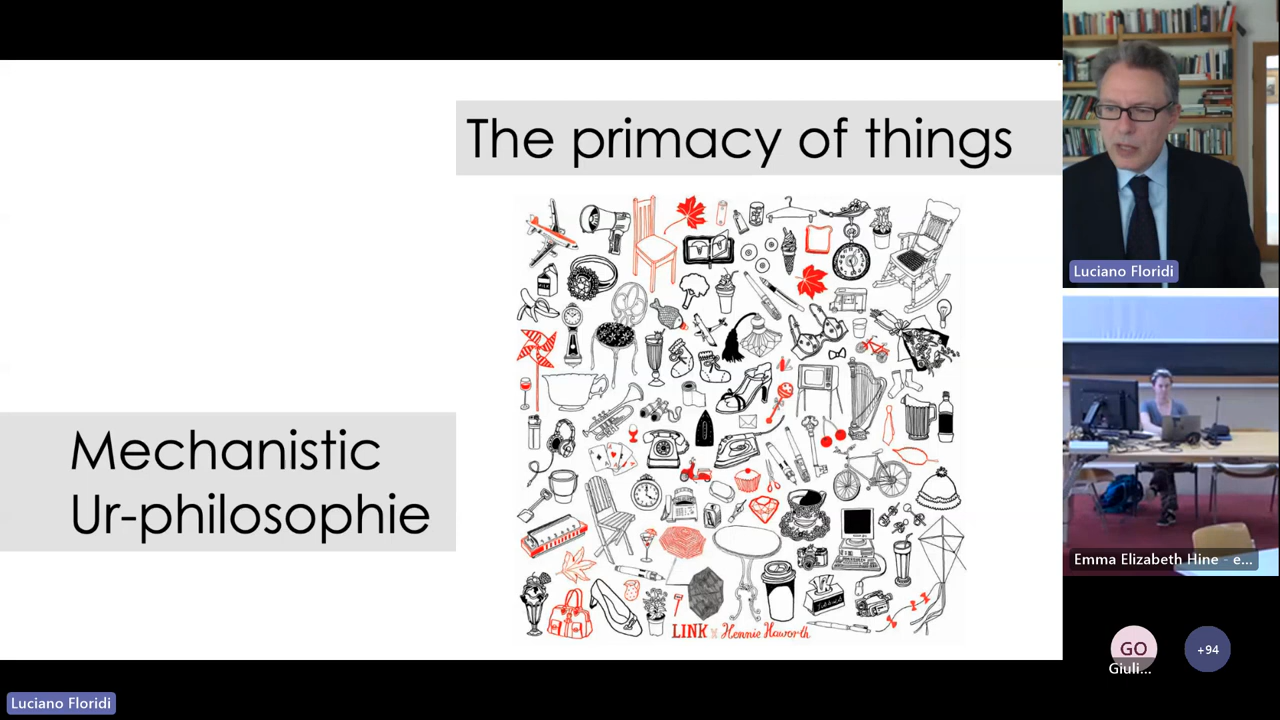 The primacy of things
Mechanistic
Ur-philosophie
LINK x Hennie Haworth
Luciano Floridi
Emma Elizabeth Hine - e...
GO
Giuli...
+94
Luciano Floridi